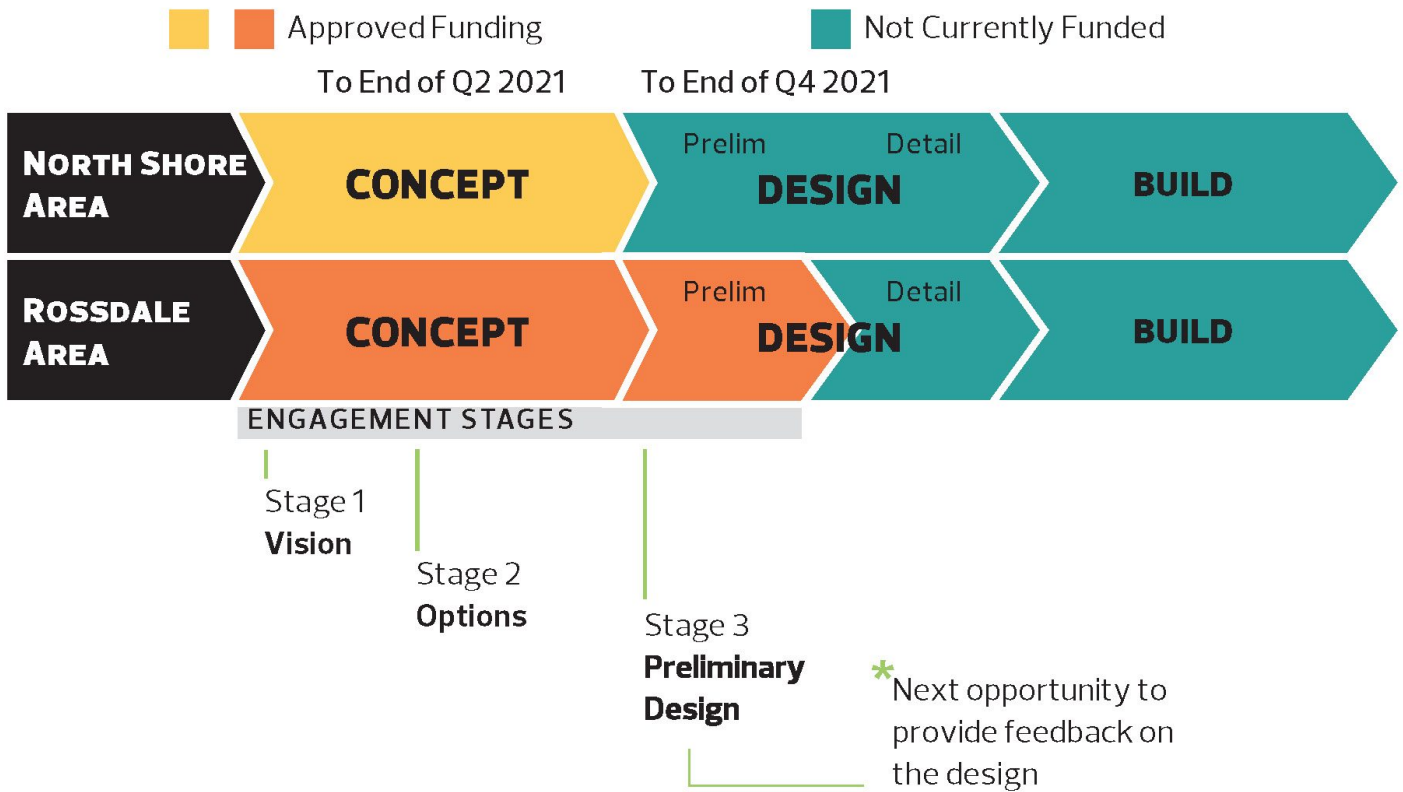 Approved Funding
Not Currently Funded
To End of Q2 2021
To End of Q4 2021
NORTH SHORE
AREA
CONCEPT
Prelim
Detail
DESIGN
BUILD
ROSSDALE
AREA
CONCEPT
Prelim
Detail
DESIGN
BUILD
ENGAGEMENT STAGES
Stage 1
Vision
Stage 2
Options
Stage 3
Preliminary
Design
*Next opportunity to
provide feedback on
the design